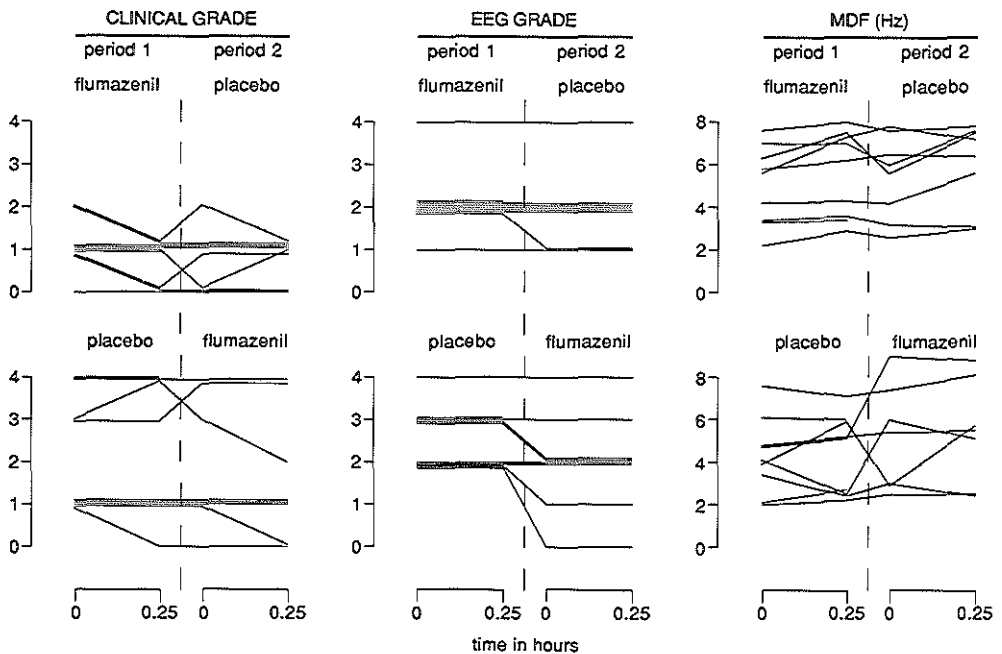 CLINICAL GRADE
EEG GRADE
MDF (Hz)
period 1 period 2
period 1 period 2
period 1 period 2
flumazenil placebo
flumazenil placebo
flumazenil placebo
4 4 8
3 3 6
2 2 4
1 1 2
0 0 0
placebo flumazenil
placebo flumazenil
placebo flumazenil
4 4 8
3 3 6
2 2 4
1 1 2
0 0 0
0 0.25 0 0.25
0 0.25 0 0.25
0 0.25 0 0.25
time in hours